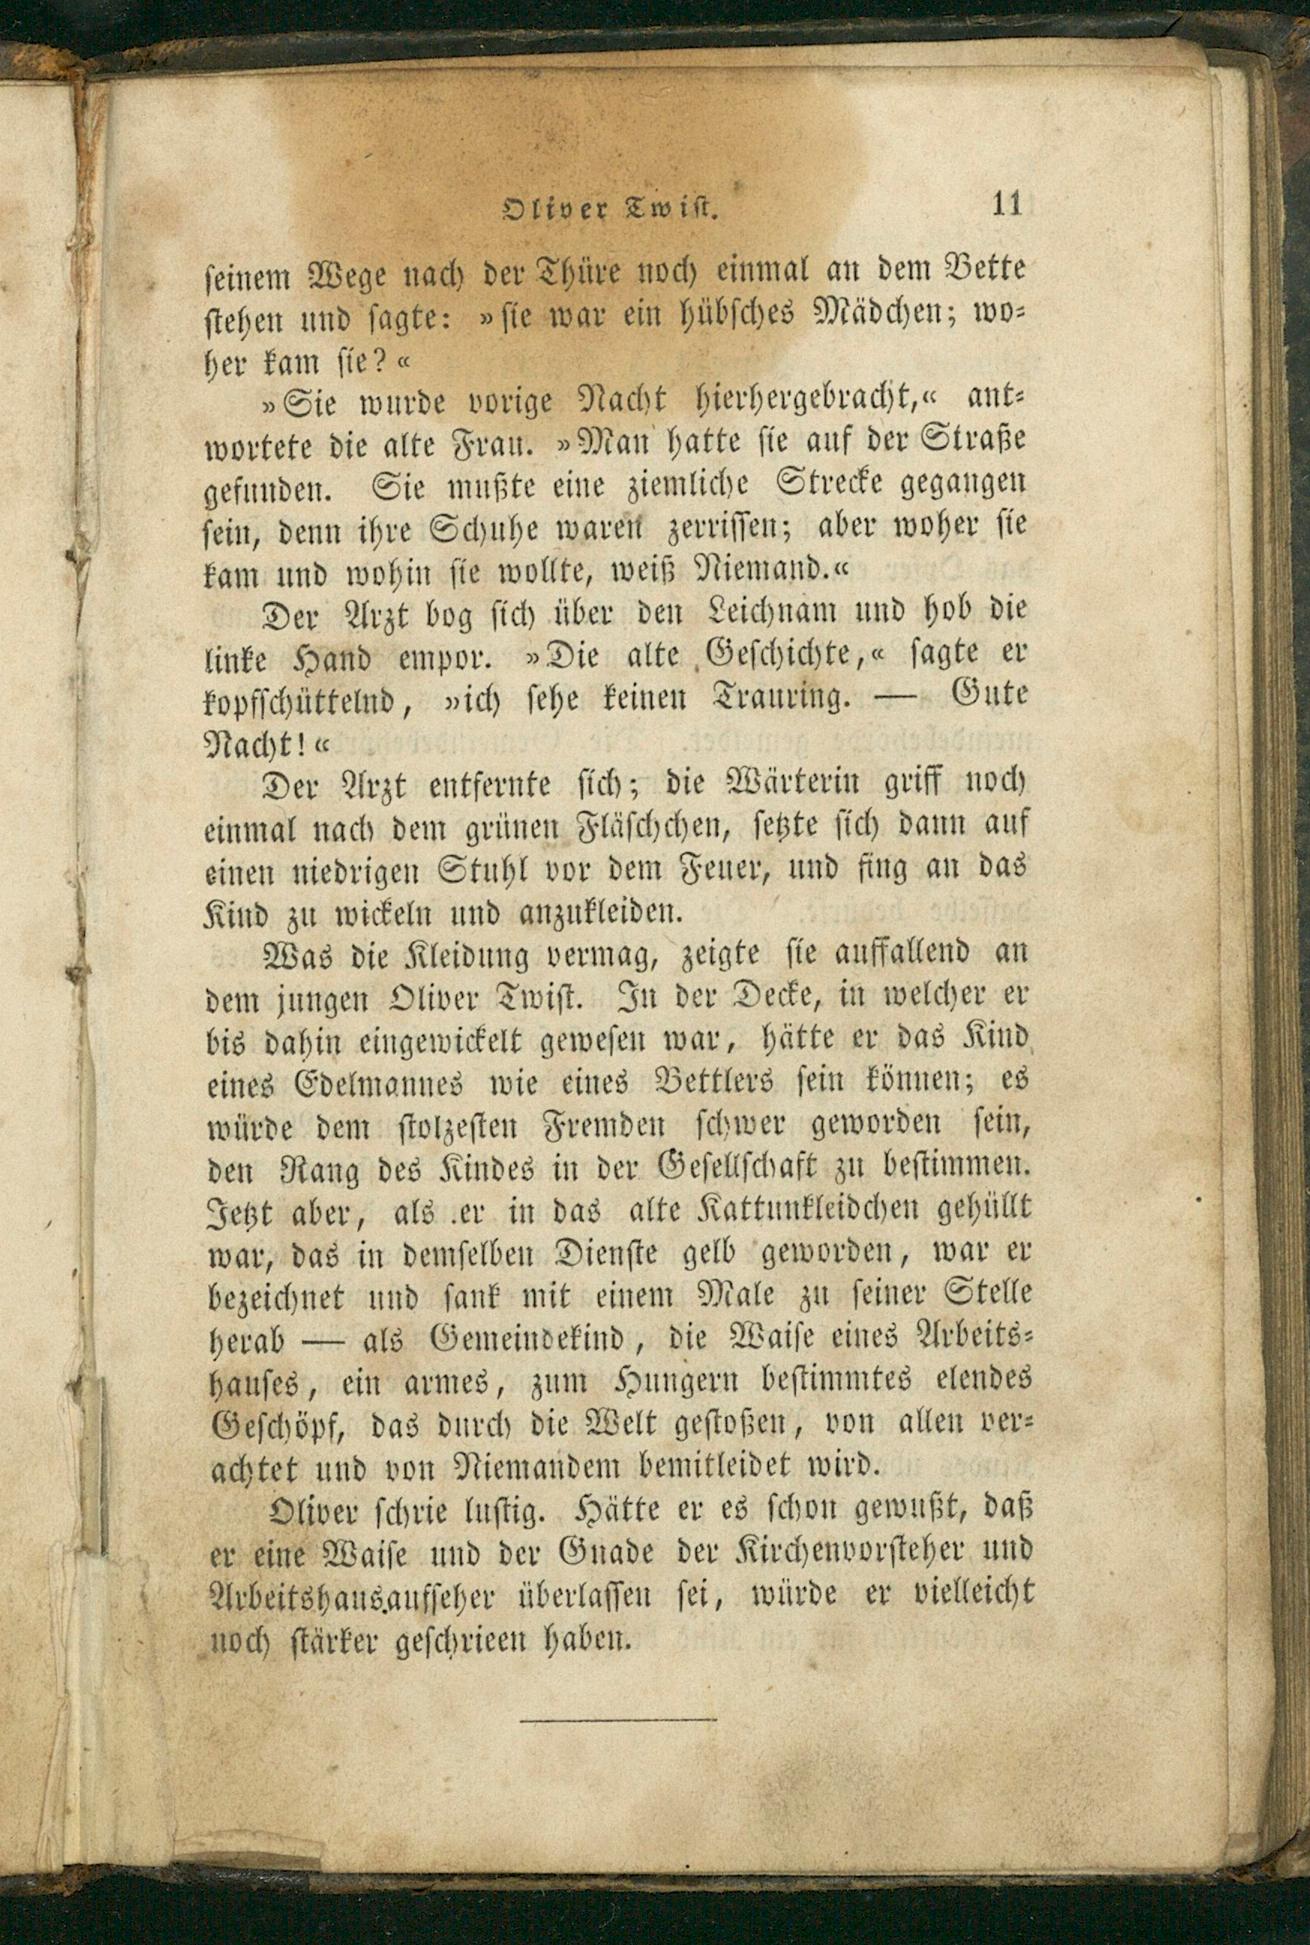 Oliver Twist. 11
seinem Wege nach der Thüre noch einmal an dem Bette
stehen und sagte: »sie war ein hübsches Mädchen; wo-
her kam sie?«
»Sie wurde vorige Nacht hierhergebracht,« ant-
wortete die alte Frau. »Man hatte sie auf der Straße
gefunden. Sie mußte eine ziemliche Strecke gegangen
sein, denn ihre Schuhe waren zerrissen; aber woher sie
kam und wohin sie wollte, weiß Niemand.«
Der Arzt bog sich über den Leichnam und hob die
linke Hand empor. »Die alte Geschichte,« sagte er
kopfschüttelnd, »ich sehe keinen Trauring. — Gute
Nacht!«
Der Arzt entfernte sich; die Wärterin griff noch
einmal nach dem grünen Fläschchen, setzte sich dann auf
einen niedrigen Stuhl vor dem Feuer, und fing an das
Kind zu wickeln und anzukleiden.
Was die Kleidung vermag, zeigte sie auffallend an
dem jungen Oliver Twist. In der Decke, in welcher er
bis dahin eingewickelt gewesen war, hätte er das Kind
eines Edelmannes wie eines Bettlers sein können; es
würde dem stolzesten Fremden schwer geworden sein,
den Rang des Kindes in der Gesellschaft zu bestimmen.
Jetzt aber, als er in das alte Kattunkleidchen gehüllt
war, das in demselben Dienste gelb geworden, war er
bezeichnet und sank mit einem Male zu seiner Stelle
herab — als Gemeindekind, die Waise eines Arbeits-
hauses, ein armes, zum Hungern bestimmtes elendes
Geschöpf, das durch die Welt gestoßen, von allen ver-
achtet und von Niemandem bemitleidet wird.
Oliver schrie lustig. Hätte er es schon gewußt, daß
er eine Waise und der Gnade der Kirchenvorsteher und
Arbeitshausaufseher überlassen sei, würde er vielleicht
noch stärker geschrieen haben.